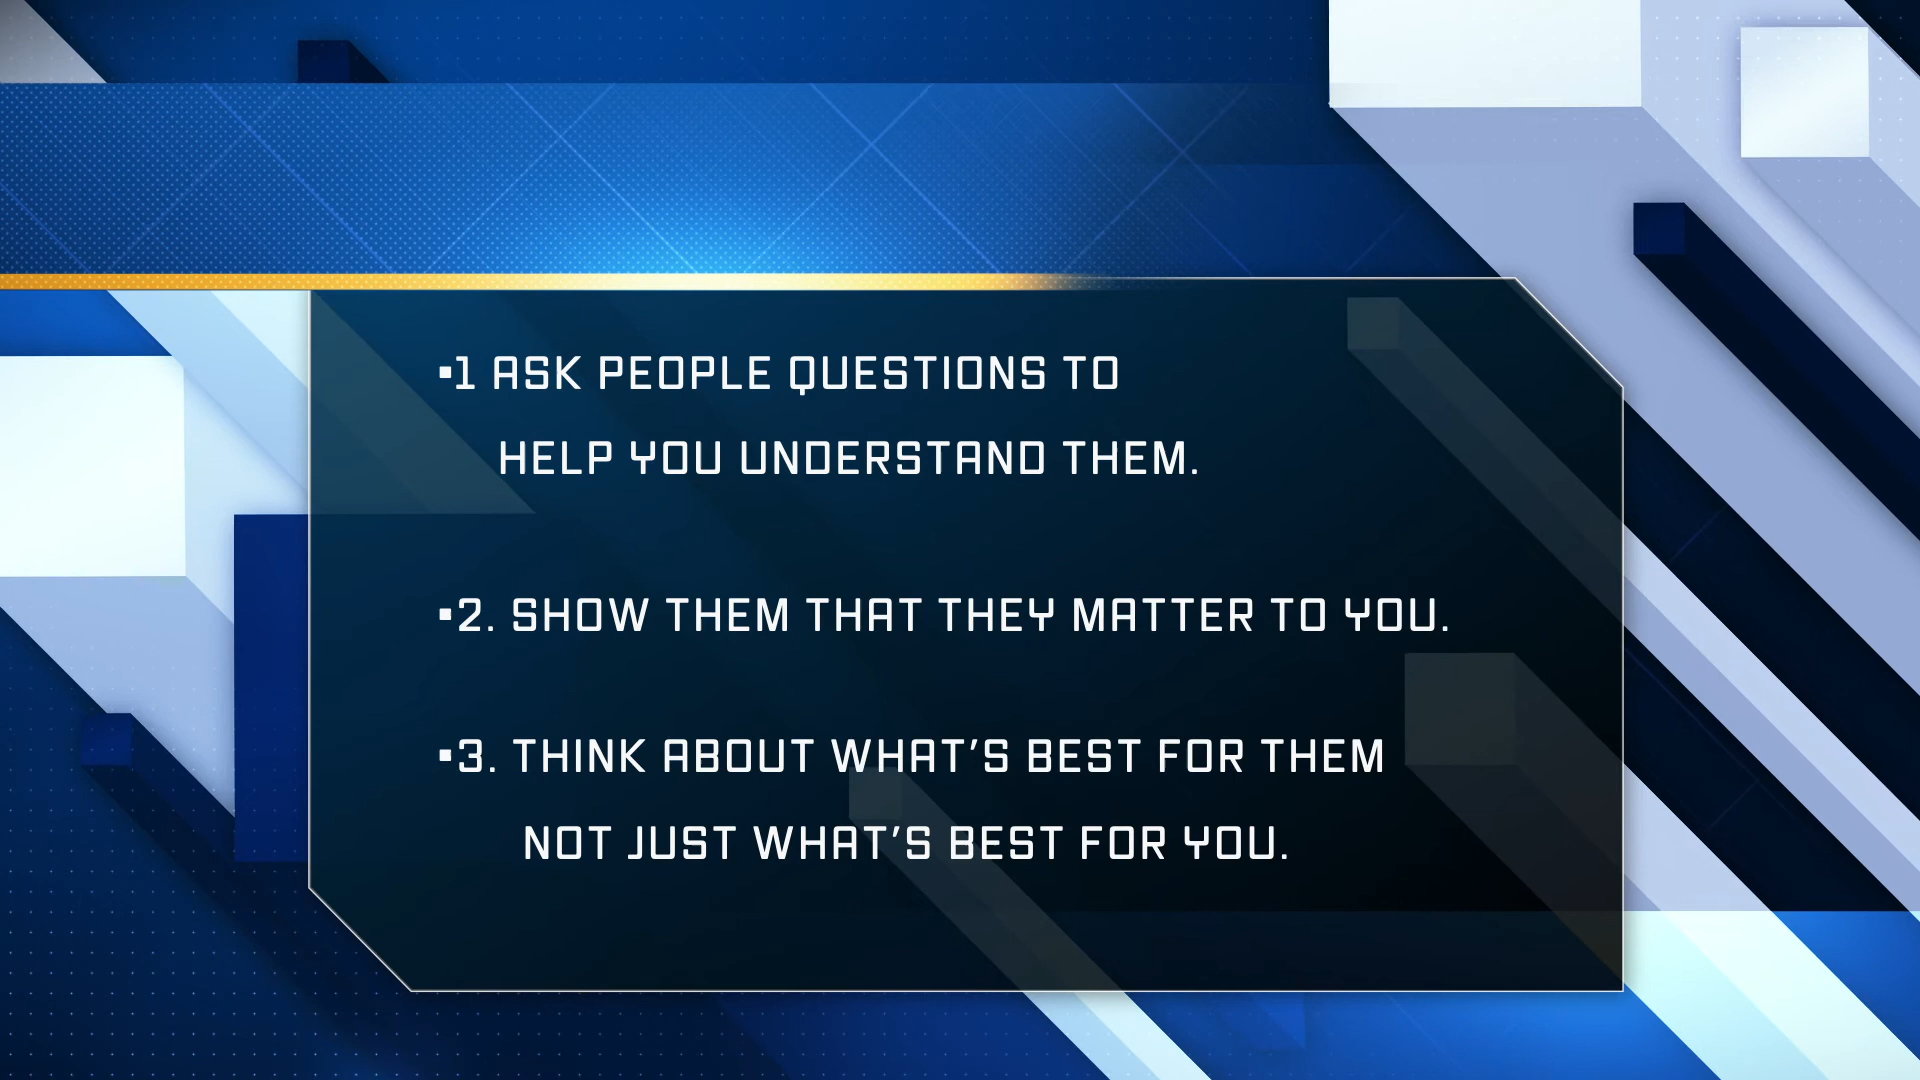 ▪1 ASK PEOPLE QUESTIONS TO
HELP YOU UNDERSTAND THEM.
▪2. SHOW THEM THAT THEY MATTER TO YOU.
▪3. THINK ABOUT WHAT’S BEST FOR THEM
NOT JUST WHAT’S BEST FOR YOU.